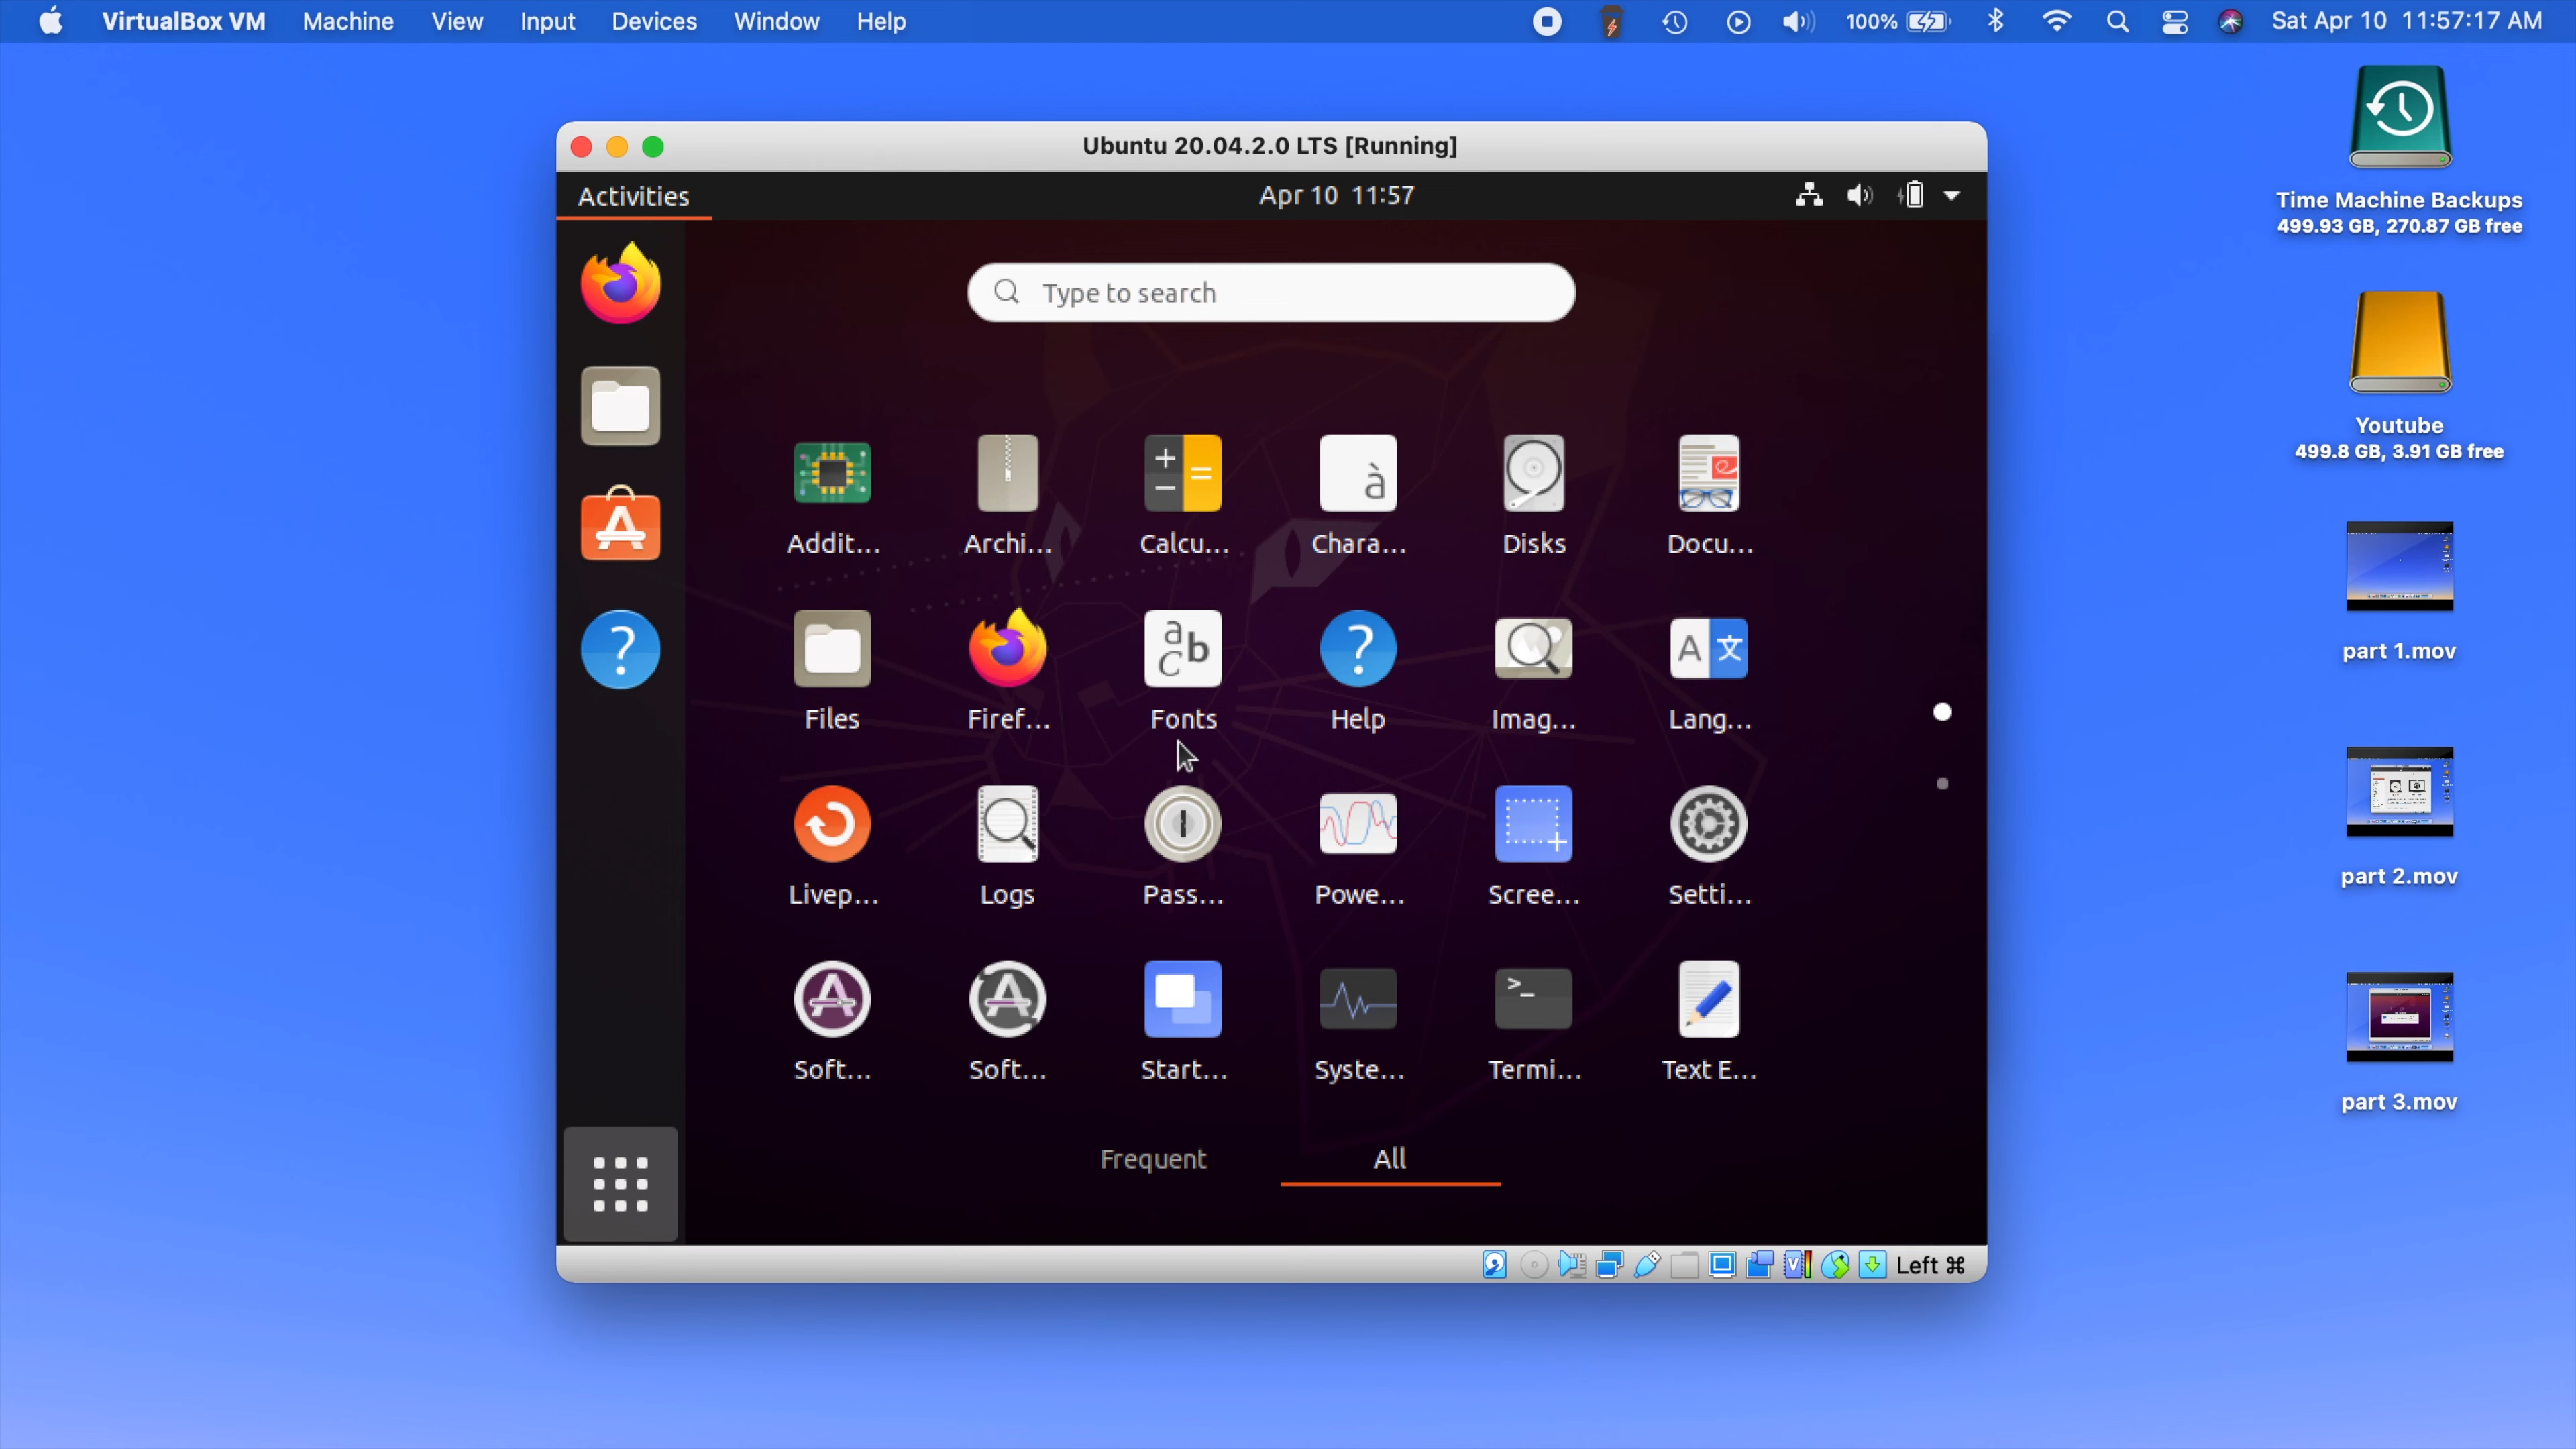 VirtualBox VM Machine View Input Devices Window Help 100% Sat Apr 10 11:57:17 AM
Ubuntu 20.04.2.0 LTS [Running]
Activities Apr 10 11:57
Type to search
Addit... Archi... Calcu... Chara... Disks Docu...
Files Firef... Fonts Help Imag... Lang...
Livep... Logs Pass... Powe... Scree... Setti...
Soft... Soft... Start... Syste... Termi... Text E...
Frequent All
Left ⌘
Time Machine Backups
499.93 GB, 270.87 GB free
Youtube
499.8 GB, 3.91 GB free
part 1.mov
part 2.mov
part 3.mov